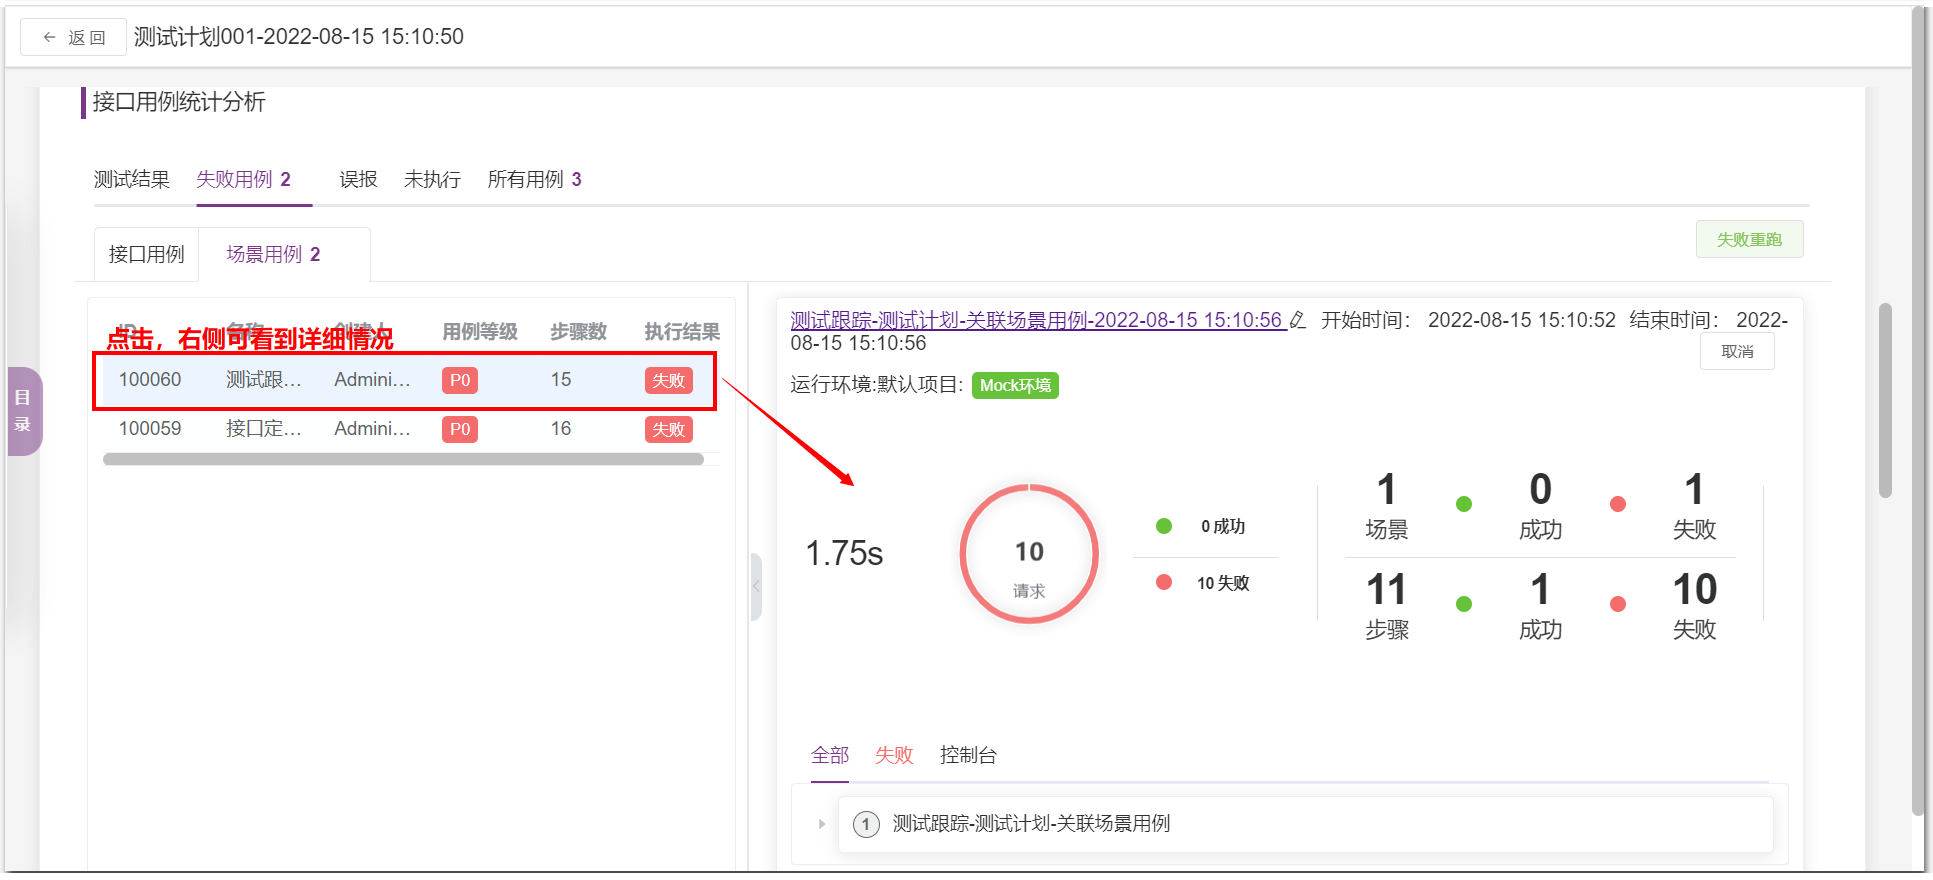 ← 返 回 测试计划001-2022-08-15 15:10:50
接口用例统计分析
测试结果 失败用例 2 误报 未执行 所有用例 3
接口用例 场景用例 2 失败重跑
ID 名称 创建人 用例等级 步骤数 执行结果
点击，右侧可看到详细情况
100060 测试跟... Admini... P0 15 失败
100059 接口定... Admini... P0 16 失败
目
录
测试跟踪-测试计划-关联场景用例-2022-08-15 15:10:56 开始时间： 2022-08-15 15:10:52 结束时间： 2022-
08-15 15:10:56
取消
运行环境:默认项目: Mock环境
1.75s
10
请求
0 成功
10 失败
1 0 1
场景 成功 失败
11 1 10
步骤 成功 失败
全部 失败 控制台
1 测试跟踪-测试计划-关联场景用例